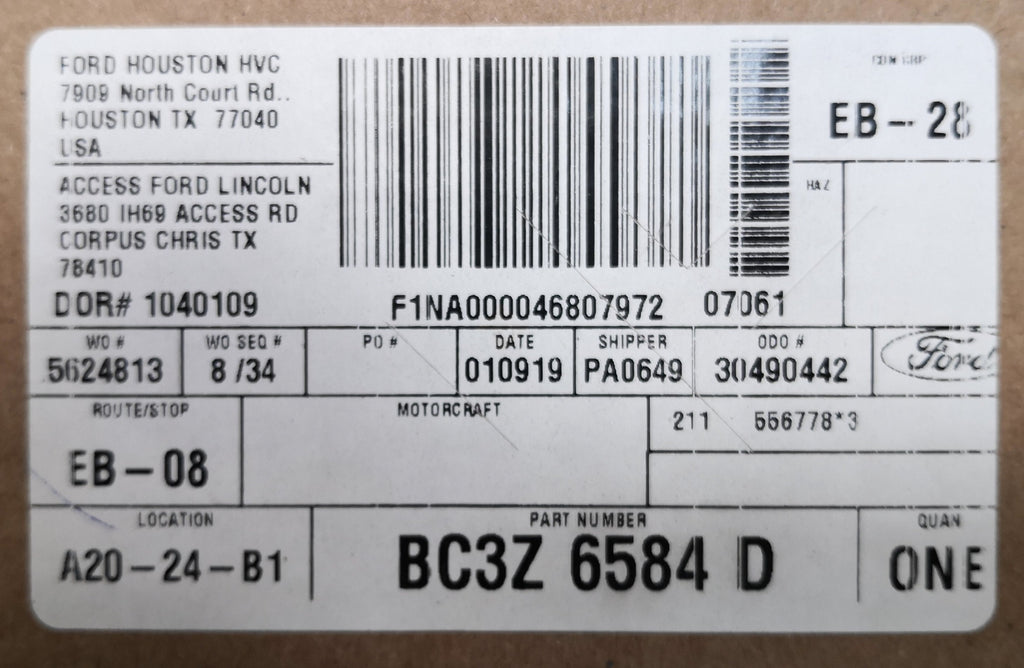 FORD HOUSTON HVC
7909 North Court Rd..
HOUSTON TX 77040
USA
ACCESS FORD LINCOLN
3680 IH69 ACCESS RD
CORPUS CHRIS TX
78410
DOR# 1040109
F1NA000046807972 07061
EB-28
HAZ
WO #
5624813
WO SEQ #
8 /34
PO #
DATE
010919
SHIPPER
PA0649
ODO #
30490442
Ford
ROUTE/STOP
EB-08
MOTORCRAFT
211 556778*3
LOCATION
A20-24-B1
PART NUMBER
BC3Z 6584 D
QUAN
ONE